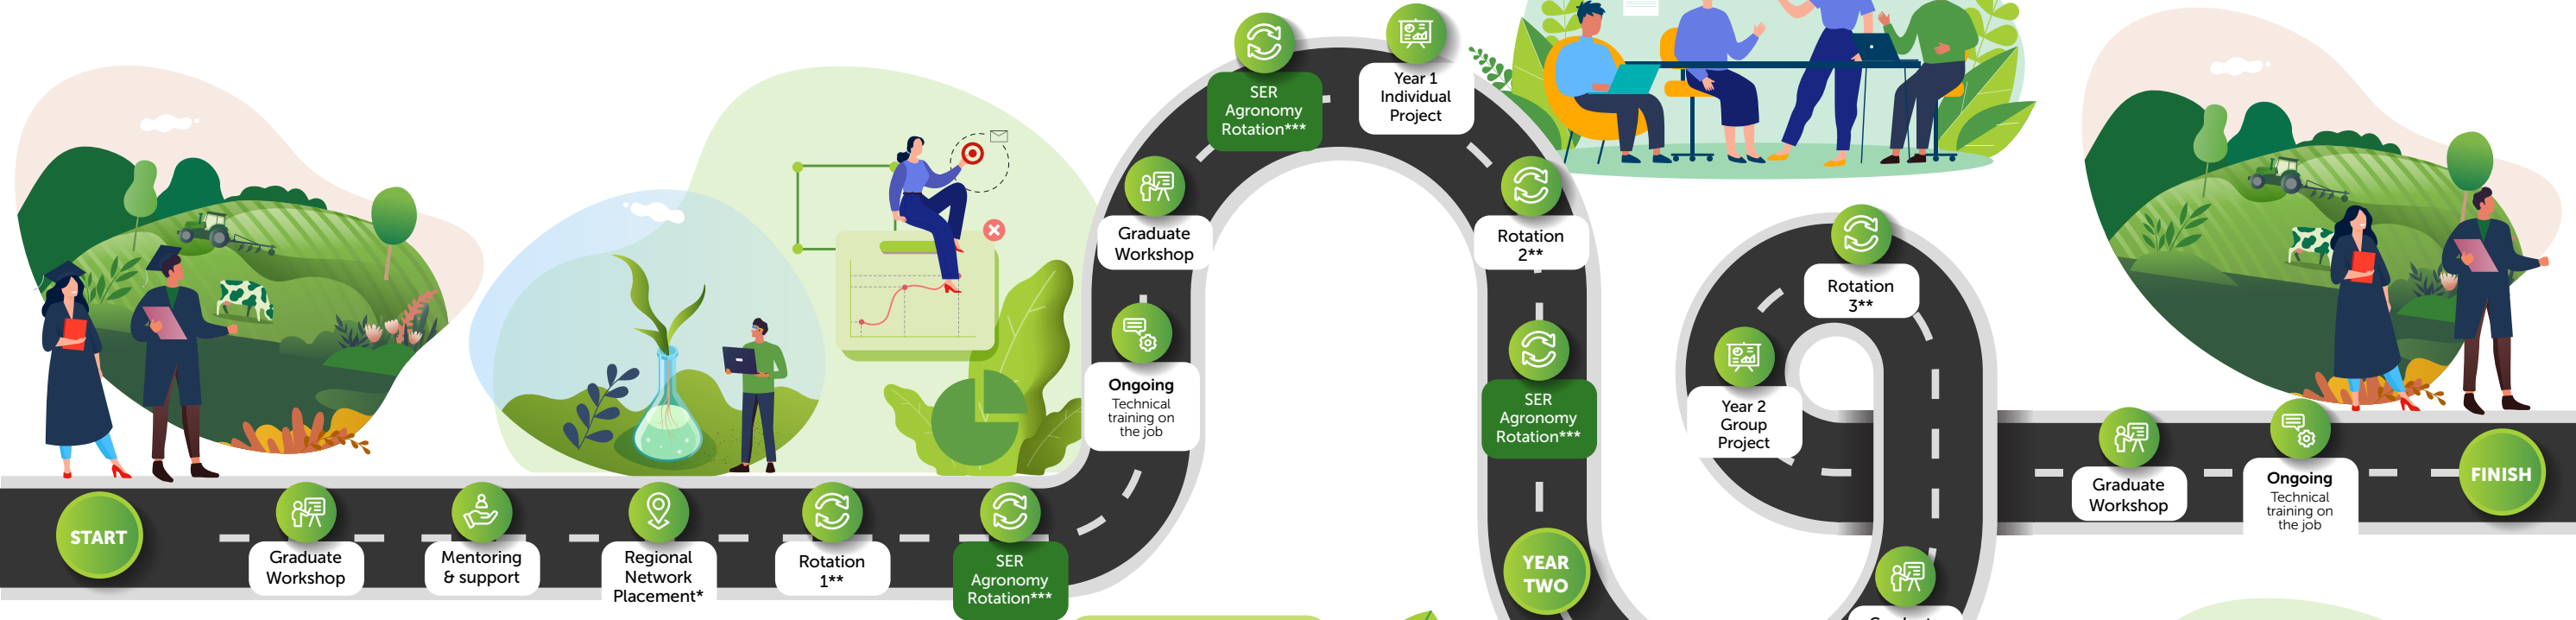 START
Graduate
Workshop
Mentoring
& support
Regional
Network
Placement*
Rotation
1**
SER
Agronomy
Rotation***
Ongoing
Technical
training on
the job
Graduate
Workshop
SER
Agronomy
Rotation***
Year 1
Individual
Project
Rotation
2**
SER
Agronomy
Rotation***
YEAR
TWO
Rotation
3**
Year 2
Group
Project
Graduate
Workshop
Ongoing
Technical
training on
the job
FINISH